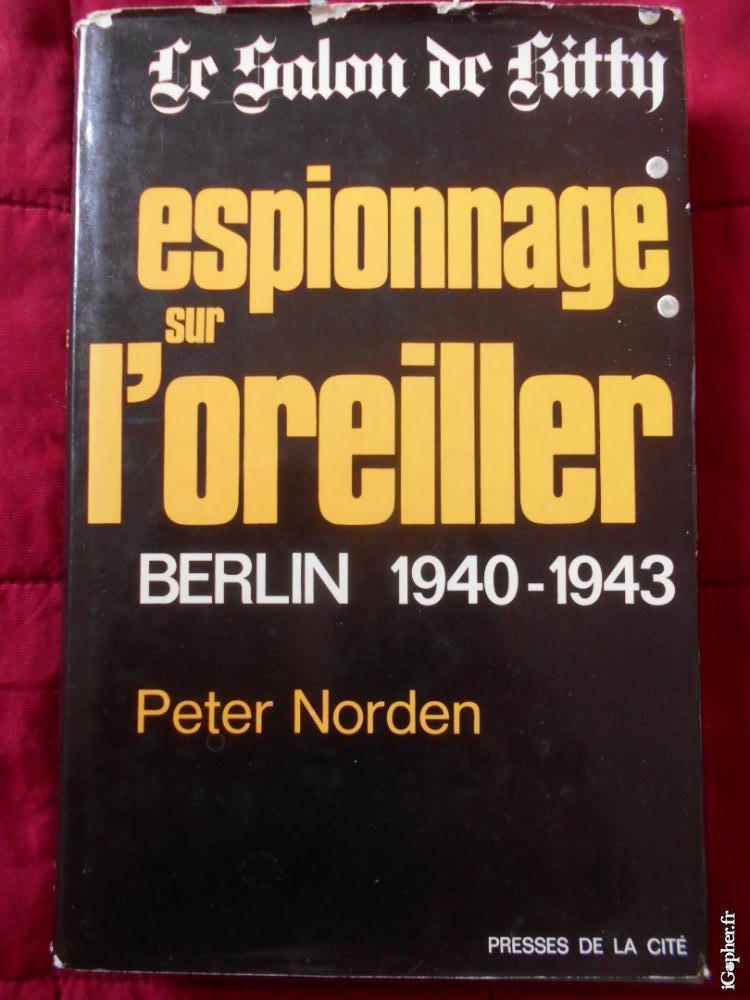 Le Salon de Kitty
espionnage
sur
l'oreiller
BERLIN 1940-1943
Peter Norden
PRESSES DE LA CITÉ
iGopher.fr